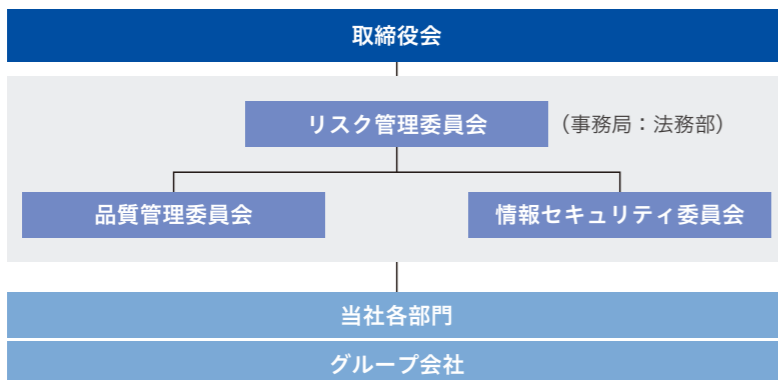 取締役会
リスク管理委員会 （事務局：法務部）
品質管理委員会 情報セキュリティ委員会
当社各部門
グループ会社